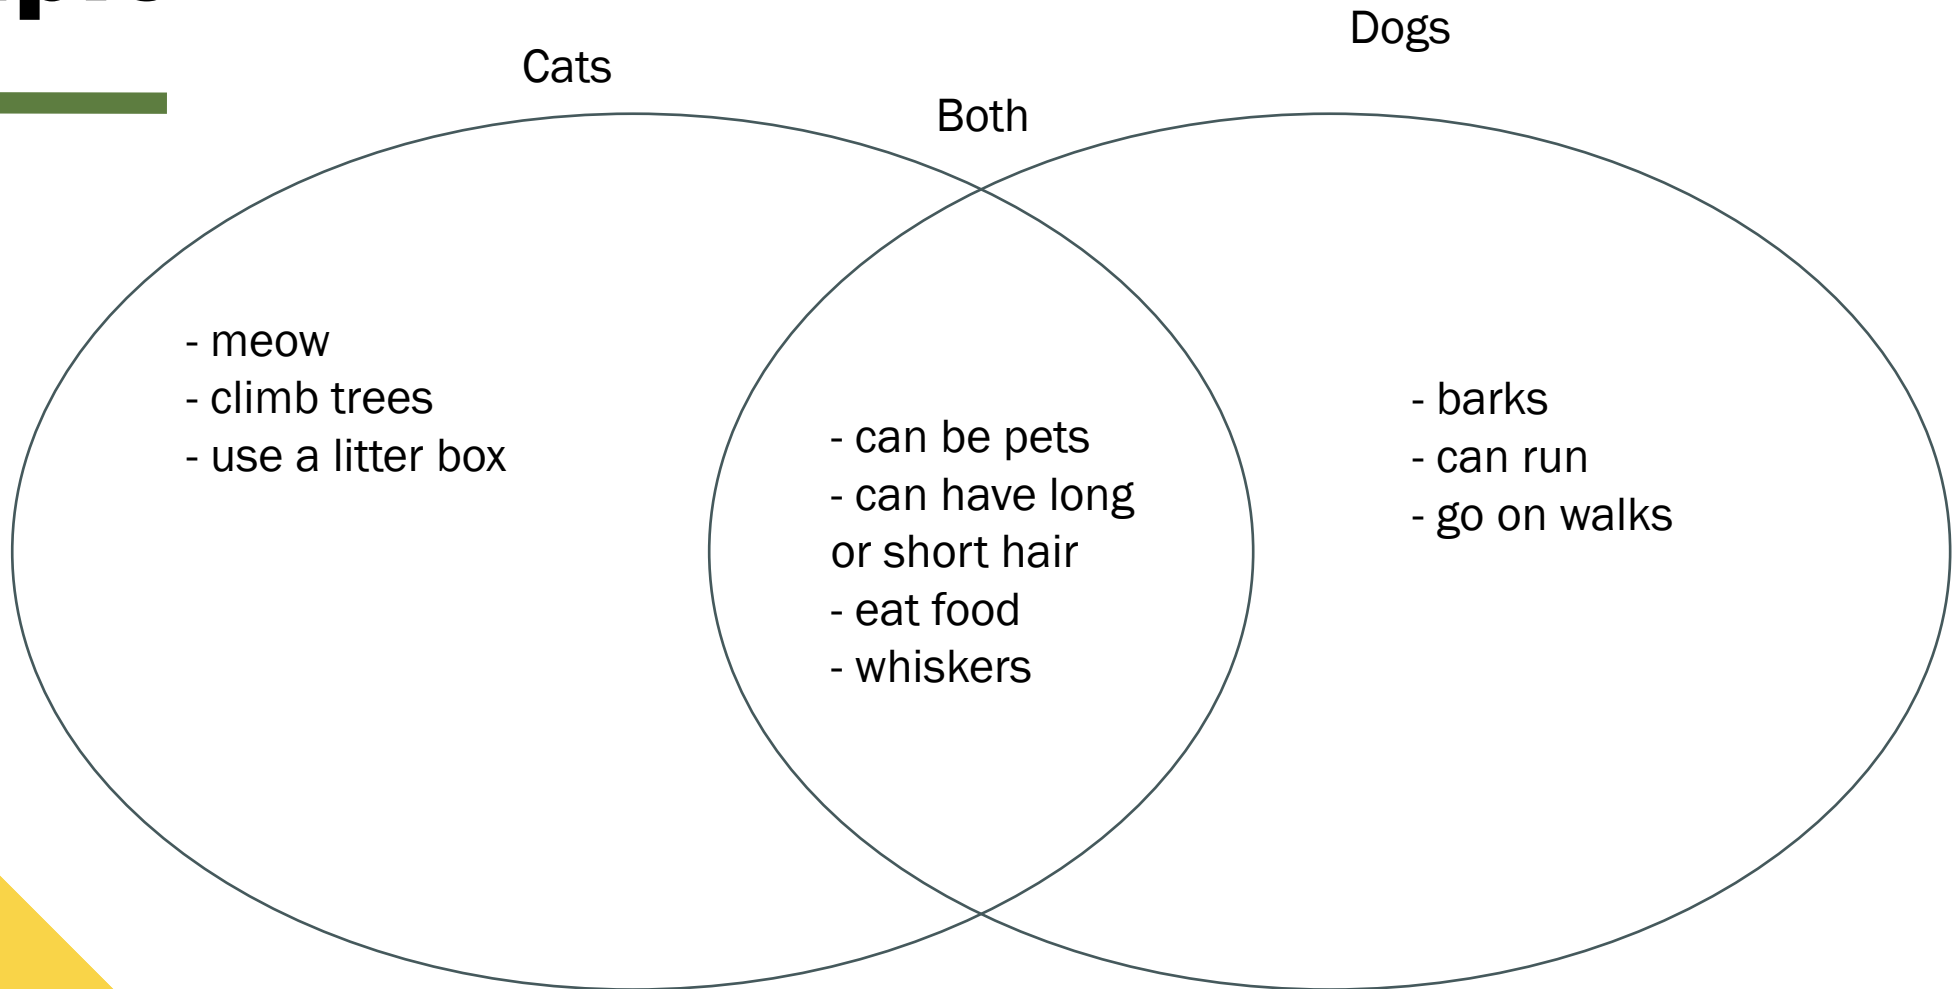 Cats
Dogs
Both
- meow
- climb trees
- use a litter box
- can be pets
- can have long
or short hair
- eat food
- whiskers
- barks
- can run
- go on walks